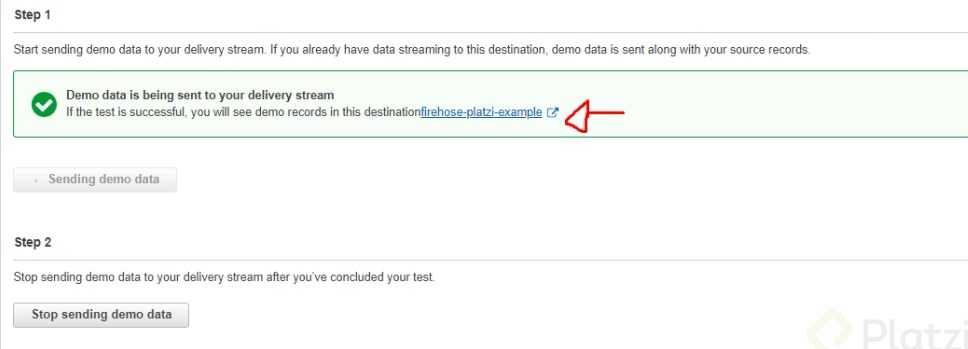 Step 1
Start sending demo data to your delivery stream. If you already have data streaming to this destination, demo data is sent along with your source records.
Demo data is being sent to your delivery stream
If the test is successful, you will see demo records in this destinationfirehose-platzi-example
Sending demo data
Step 2
Stop sending demo data to your delivery stream after you've concluded your test.
Stop sending demo data
Platzi